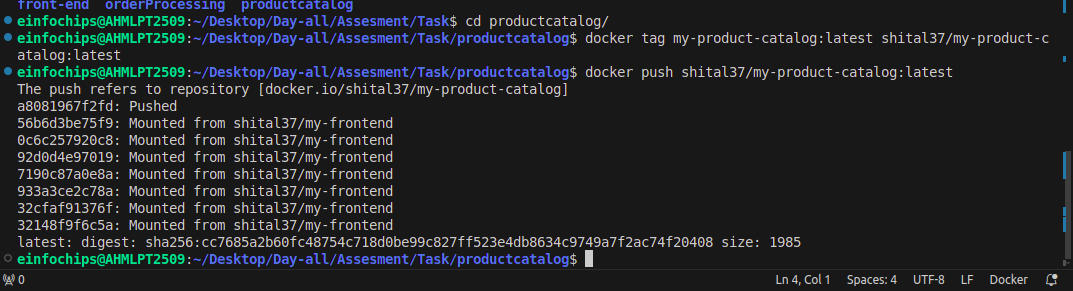 front-end orderProcessing productcatalog
einfochips@AHMLPT2509:~/Desktop/Day-all/Assesment/Task$ cd productcatalog/
einfochips@AHMLPT2509:~/Desktop/Day-all/Assesment/Task/productcatalog$ docker tag my-product-catalog:latest shital37/my-product-c
atalog:latest
einfochips@AHMLPT2509:~/Desktop/Day-all/Assesment/Task/productcatalog$ docker push shital37/my-product-catalog:latest
The push refers to repository [docker.io/shital37/my-product-catalog]
a8081967f2fd: Pushed
56b6d3be75f9: Mounted from shital37/my-frontend
0c6c257920c8: Mounted from shital37/my-frontend
92d0d4e97019: Mounted from shital37/my-frontend
7190c87a0e8a: Mounted from shital37/my-frontend
933a3ce2c78a: Mounted from shital37/my-frontend
32cfaf91376f: Mounted from shital37/my-frontend
32148f9f6c5a: Mounted from shital37/my-frontend
latest: digest: sha256:cc7685a2b60fc48754c718d0be99c827ff523e4db8634c9749a7f2ac74f20408 size: 1985
einfochips@AHMLPT2509:~/Desktop/Day-all/Assesment/Task/productcatalog$
0 Ln 4, Col 1 Spaces: 4 UTF-8 LF Docker